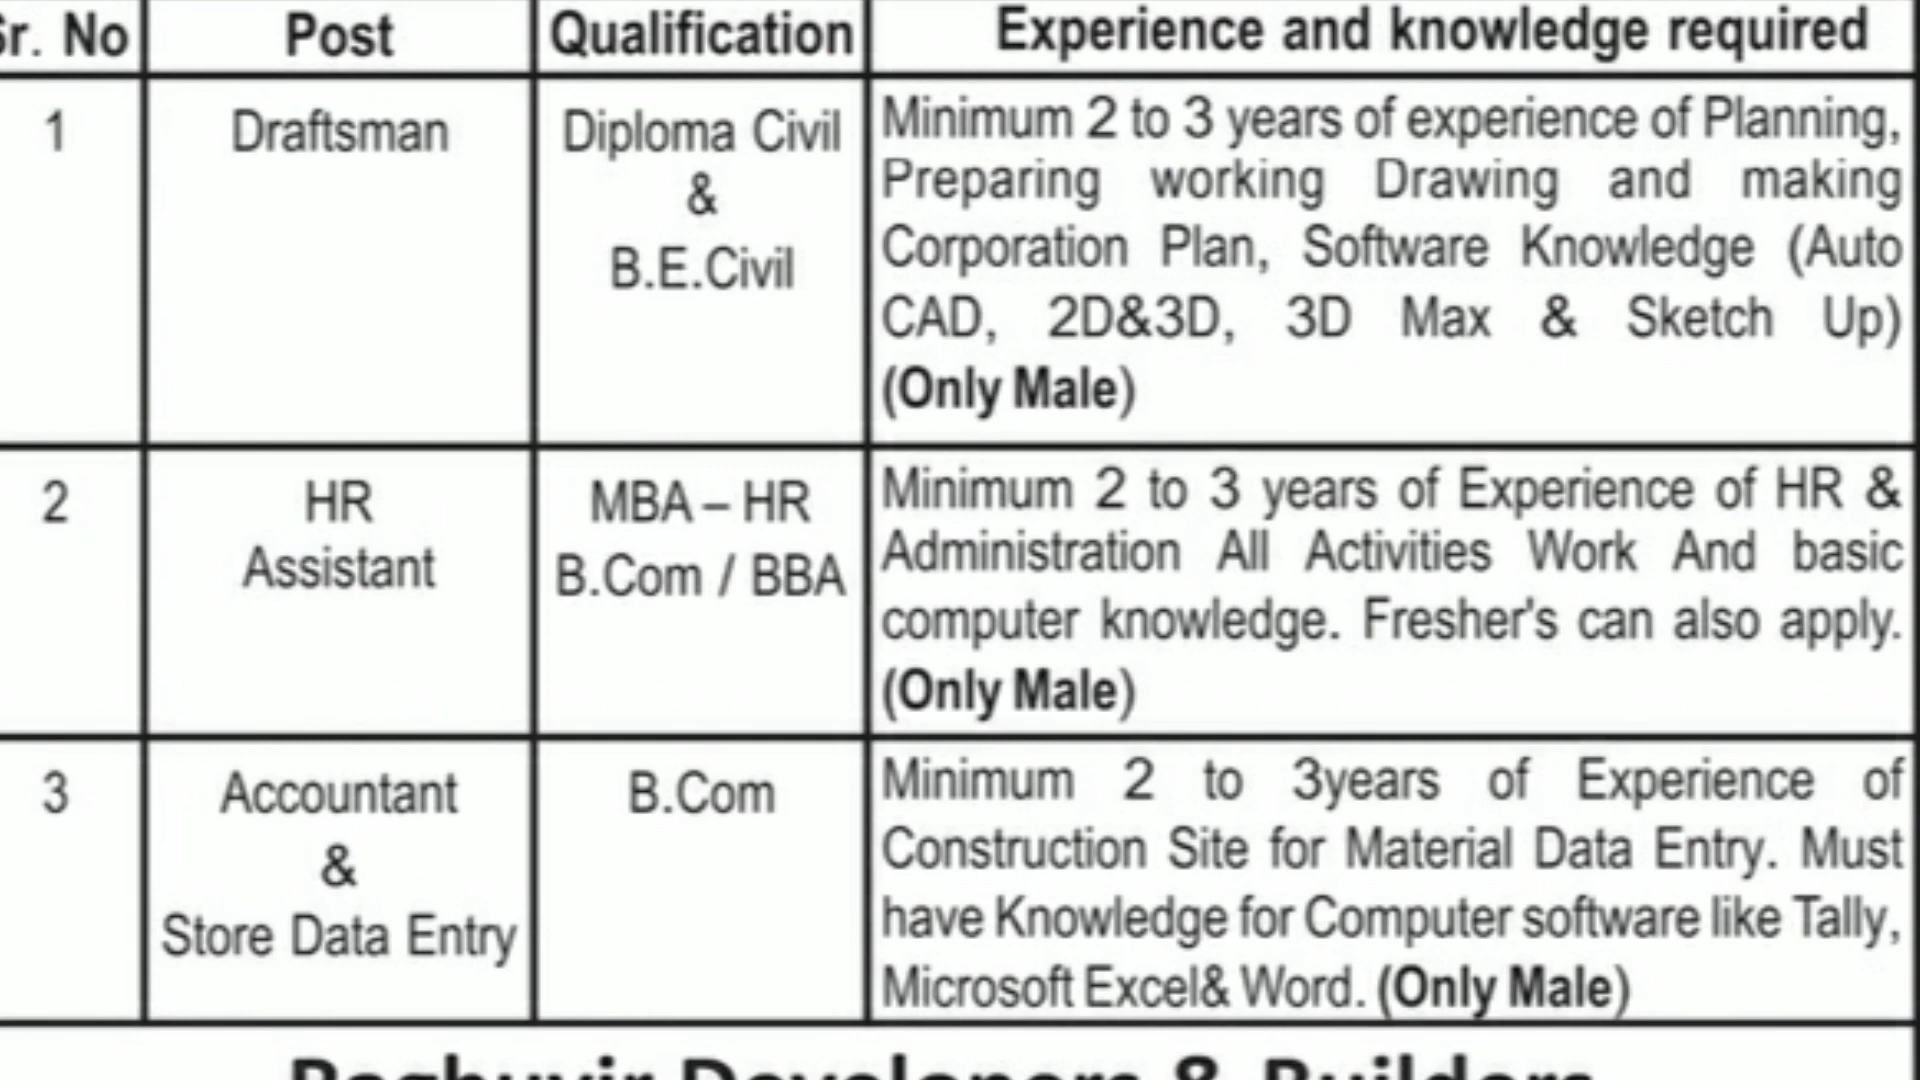 Sr. No Post Qualification Experience and knowledge required
1 Draftsman Diploma Civil Minimum 2 to 3 years of experience of Planning,
& Preparing working Drawing and making
B.E.Civil Corporation Plan, Software Knowledge (Auto
CAD, 2D&3D, 3D Max & Sketch Up)
(Only Male)
2 HR MBA – HR Minimum 2 to 3 years of Experience of HR &
Assistant B.Com / BBA Administration All Activities Work And basic
computer knowledge. Fresher's can also apply.
(Only Male)
3 Accountant B.Com Minimum 2 to 3years of Experience of
& Construction Site for Material Data Entry. Must
Store Data Entry have Knowledge for Computer software like Tally,
Microsoft Excel& Word. (Only Male)
Raghuvir Developers & Builders